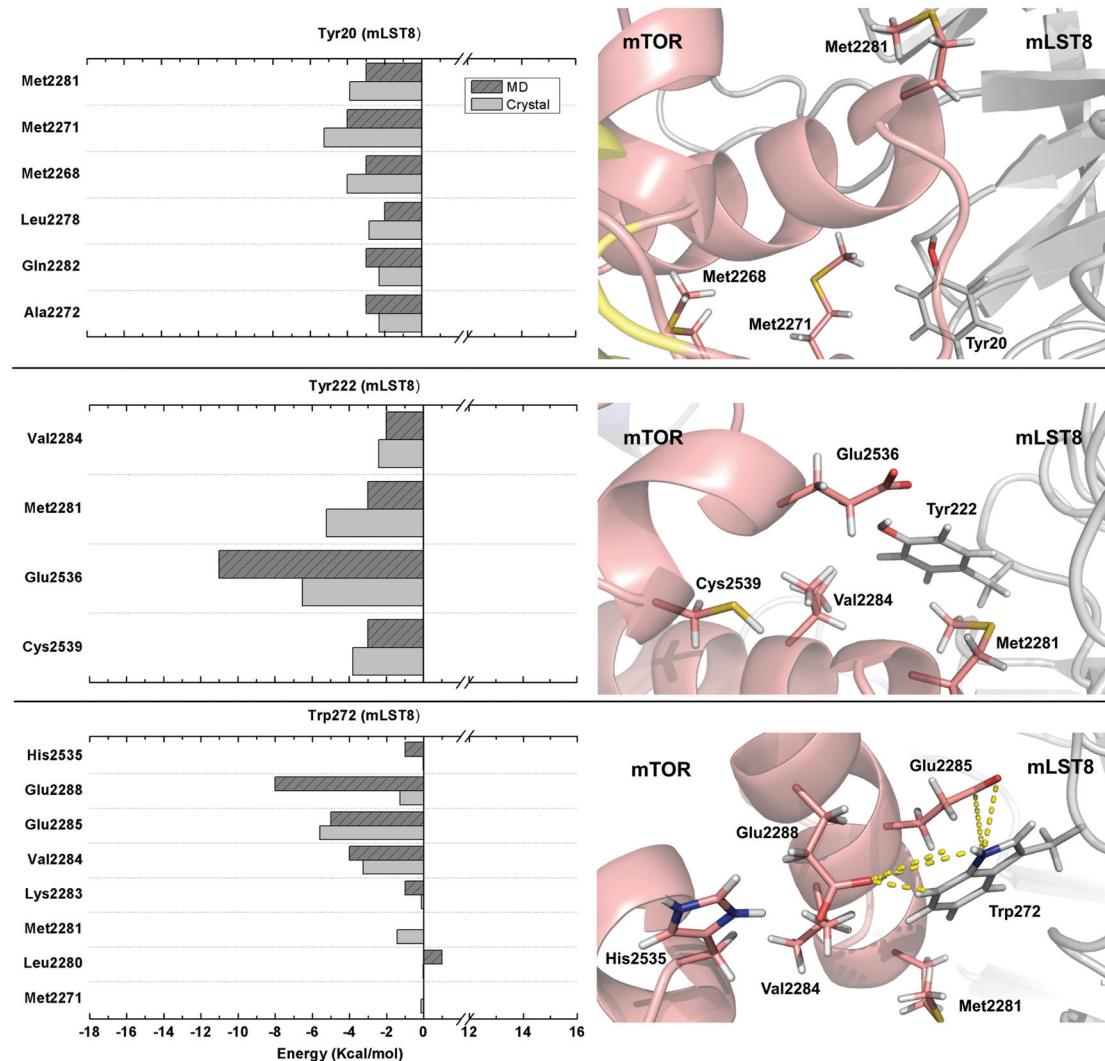 Tyr20 (mLST8)
Met2281
Met2271
Met2268
Leu2278
Gln2282
Ala2272
MD
Crystal
mTOR
Met2281
mLST8
Met2268
Met2271
Tyr20
Tyr222 (mLST8)
Val2284
Met2281
Glu2536
Cys2539
mTOR
Glu2536
mLST8
Tyr222
Cys2539
Val2284
Met2281
Trp272 (mLST8)
His2535
Glu2288
Glu2285
Val2284
Lys2283
Met2281
Leu2280
Met2271
-18 -16 -14 -12 -10 -8 -6 -4 -2 0 2 12 14 16
Energy (Kcal/mol)
mTOR
Glu2285
mLST8
Glu2288
Trp272
His2535
Val2284
Met2281